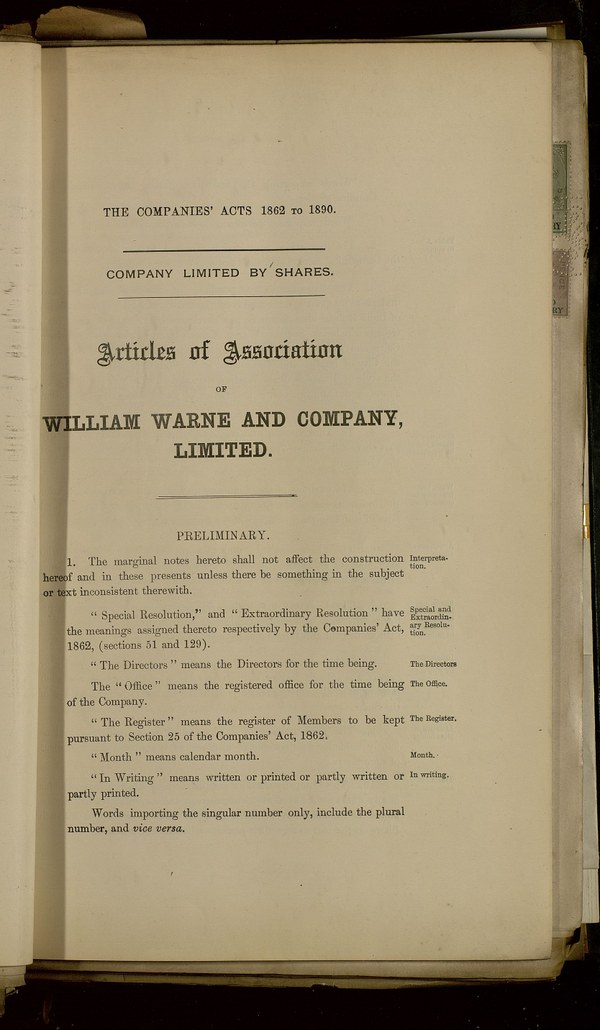 THE COMPANIES' ACTS 1862 TO 1890.
COMPANY LIMITED BY SHARES.
Articles of Association
OF
WILLIAM WARNE AND COMPANY,
LIMITED.
PRELIMINARY.
1. The marginal notes hereto shall not affect the construction
hereof and in these presents unless there be something in the subject
or text inconsistent therewith.
Interpreta-
tion.
" Special Resolution," and " Extraordinary Resolution " have
the meanings assigned thereto respectively by the Companies' Act,
1862, (sections 51 and 129).
Special and
Extraordin-
ary Resolu-
tion.
" The Directors " means the Directors for the time being.
The Directors
The " Office " means the registered office for the time being
of the Company.
The Office.
" The Register " means the register of Members to be kept
pursuant to Section 25 of the Companies' Act, 1862.
The Register.
" Month " means calendar month.
Month.
" In Writing " means written or printed or partly written or
partly printed.
In writing.
Words importing the singular number only, include the plural
number, and vice versa.